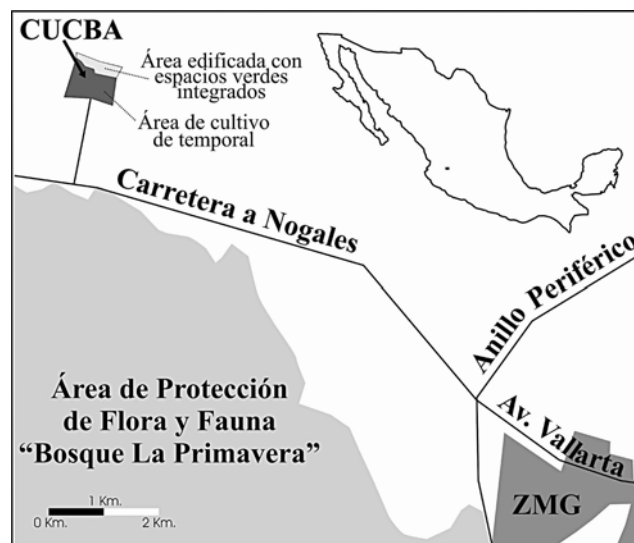 CUCBA
Área edificada con
espacios verdes
integrados
Área de cultivo
de temporal
Carretera a Nogales
Anillo Periférico
Av. Vallarta
Área de Protección
de Flora y Fauna
“Bosque La Primavera”
ZMG
1 Km.
0 Km.
2 Km.